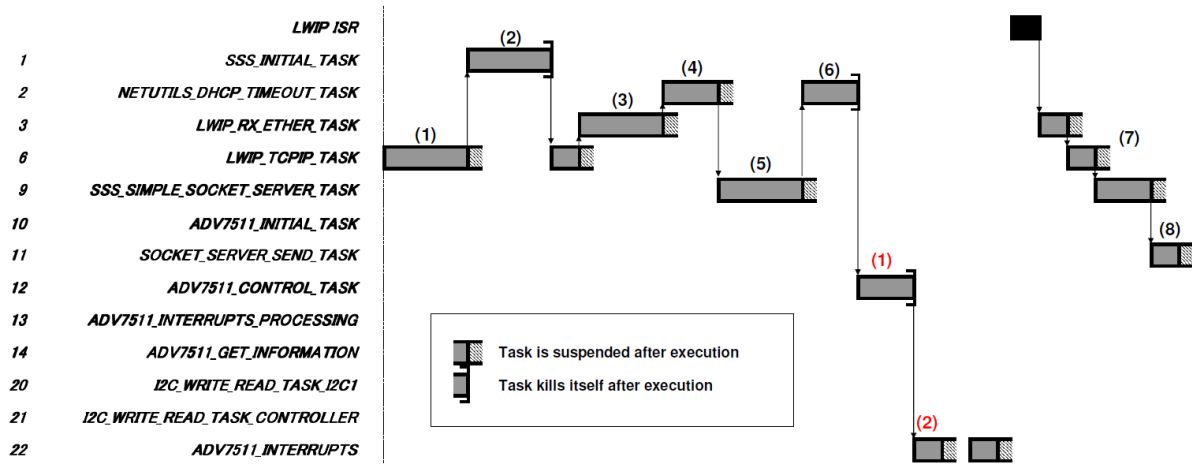 LWIP ISR
1 SSS_INITIAL_TASK (2)
2 NETUTILS_DHCP_TIMEOUT_TASK (4) (6)
3 LWIP_RX_ETHER_TASK (1) (3) (7)
6 LWIP_TCPIP_TASK (5)
9 SSS_SIMPLE_SOCKET_SERVER_TASK
10 ADV7511_INITIAL_TASK (8)
11 SOCKET_SERVER_SEND_TASK (1)
12 ADV7511_CONTROL_TASK
13 ADV7511_INTERRUPTS_PROCESSING
14 ADV7511_GET_INFORMATION Task is suspended after execution
20 I2C_WRITE_READ_TASK_I2C1 Task kills itself after execution
21 I2C_WRITE_READ_TASK_CONTROLLER (2)
22 ADV7511_INTERRUPTS